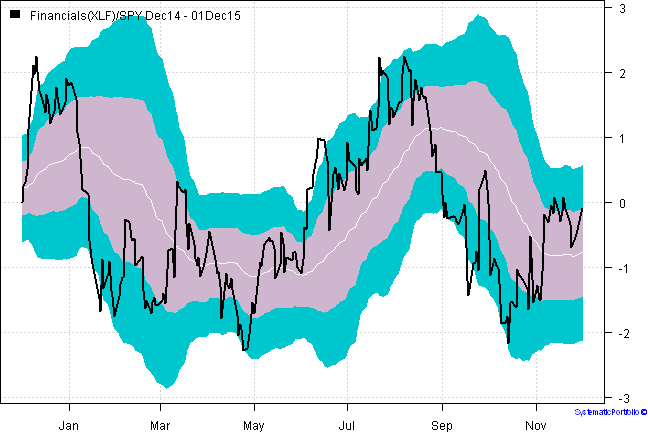 Financials(XLF)/SPY Dec14 - 01Dec15
3
2
1
0
-1
-2
-3
Jan Mar May Jul Sep Nov
SystematicPortfolio ©